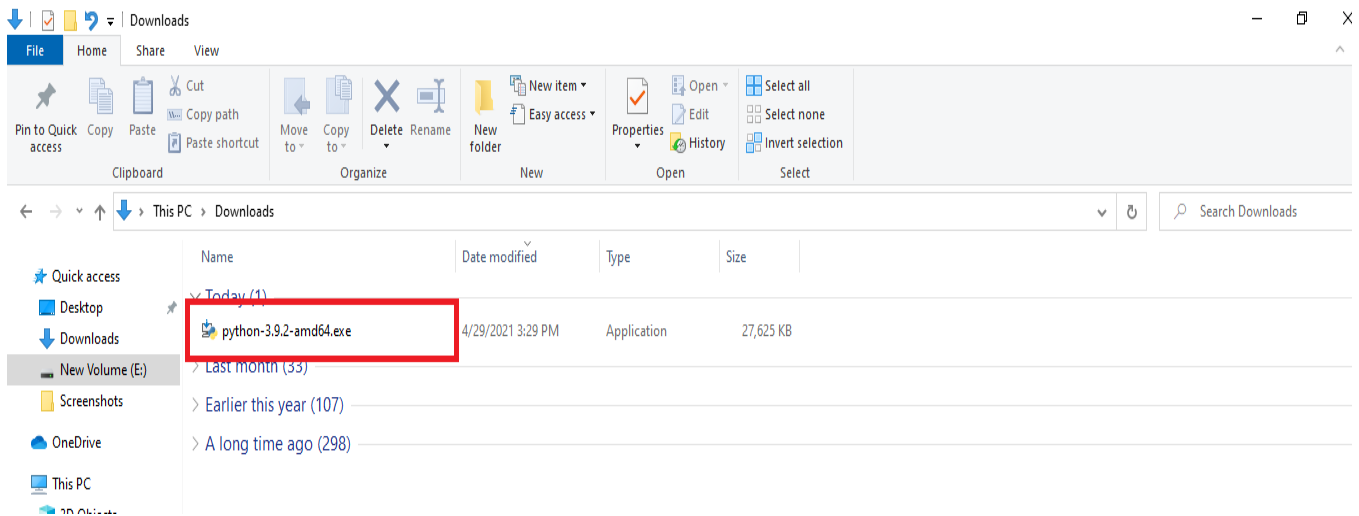 Downloads
File Home Share View
Pin to Quick access
Copy
Paste
Cut
Copy path
Paste shortcut
Clipboard
Move to
Copy to
Delete
Rename
Organize
New folder
New item
Easy access
New
Properties
Open
Edit
History
Open
Select all
Select none
Invert selection
Select
This PC > Downloads
Search Downloads
Name Date modified Type Size
Quick access
Desktop
Downloads
New Volume (E:)
Screenshots
OneDrive
This PC
3D Objects
Today (1)
python-3.9.2-amd64.exe 4/29/2021 3:29 PM Application 27,625 KB
Last month (33)
Earlier this year (107)
A long time ago (298)